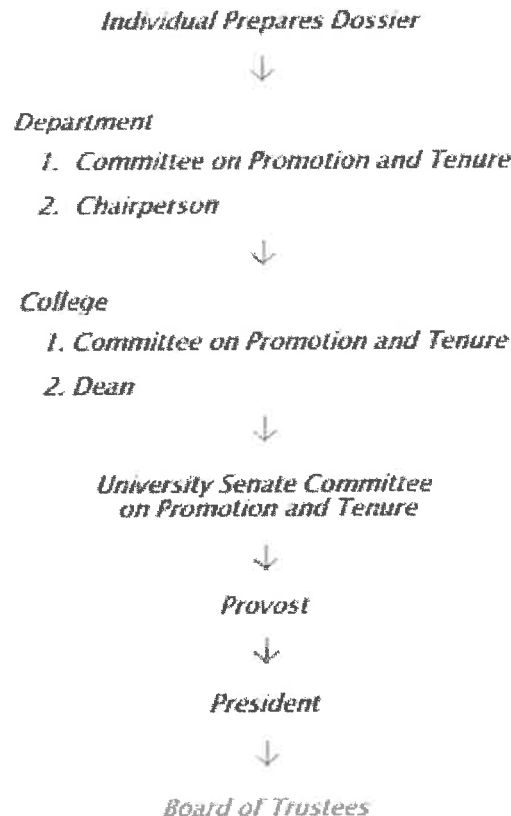 Individual Prepares Dossier
Department
1. Committee on Promotion and Tenure
2. Chairperson
College
1. Committee on Promotion and Tenure
2. Dean
University Senate Committee
on Promotion and Tenure
Provost
President
Board of Trustees